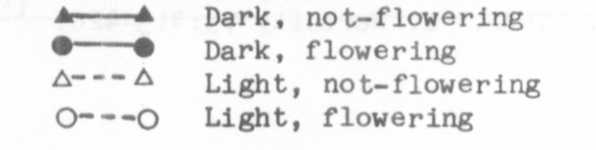 Dark, not-flowering
Dark, flowering
Light, not-flowering
Light, flowering